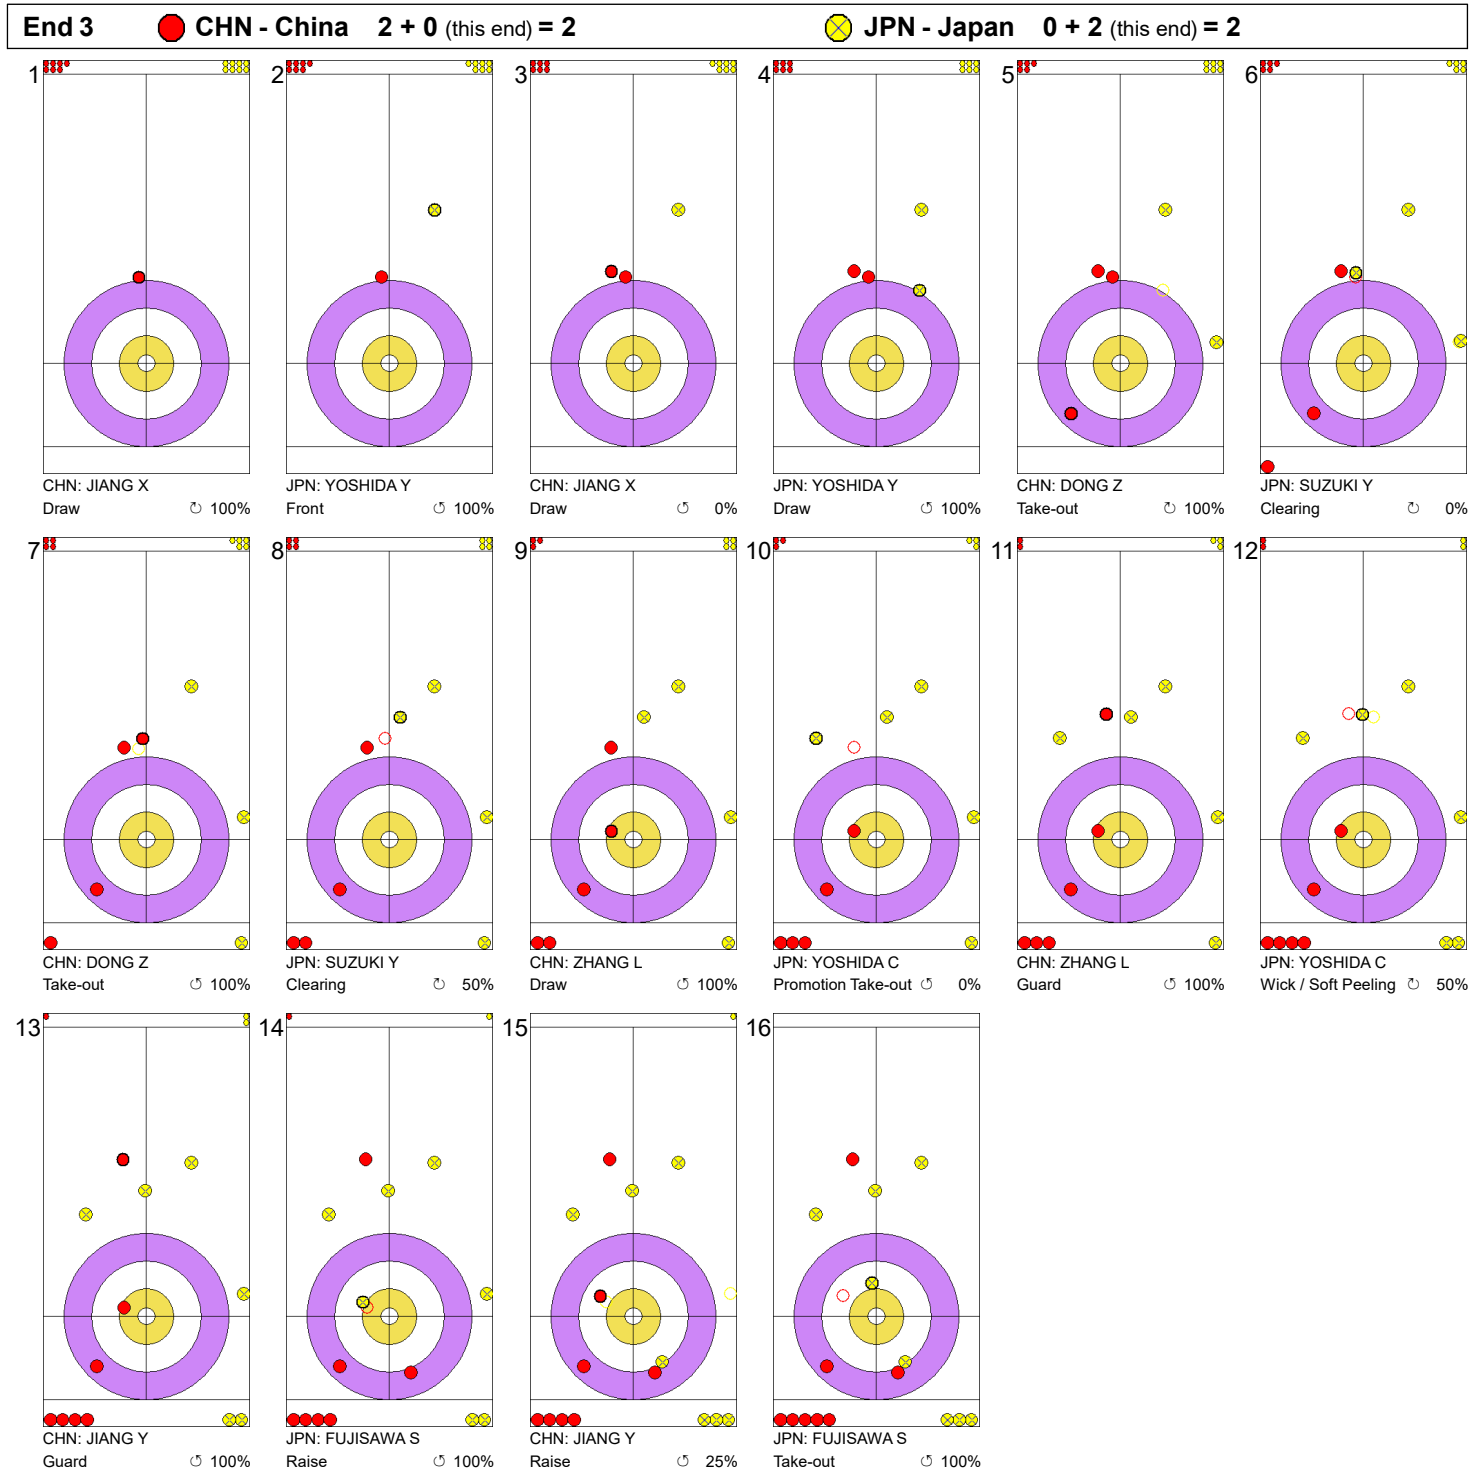 End 3 CHN - China 2 + 0 (this end) = 2 JPN - Japan 0 + 2 (this end) = 2
1 2 3 4 5 6
CHN: JIANG X JPN: YOSHIDA Y CHN: JIANG X JPN: YOSHIDA Y CHN: DONG Z JPN: SUZUKI Y
Draw ↻ 100% Front ↺ 100% Draw ↺ 0% Draw ↺ 100% Take-out ↺ 100% Clearing ↻ 0%
7 8 9 10 11 12
CHN: DONG Z JPN: SUZUKI Y CHN: ZHANG L JPN: YOSHIDA C CHN: ZHANG L JPN: YOSHIDA C
Take-out ↺ 100% Clearing ↻ 50% Draw ↺ 100% Promotion Take-out ↺ 0% Guard ↺ 100% Wick / Soft Peeling ↻ 50%
13 14 15 16
CHN: JIANG Y JPN: FUJISAWA S CHN: JIANG Y JPN: FUJISAWA S
Guard ↺ 100% Raise ↺ 100% Raise ↺ 25% Take-out ↺ 100%